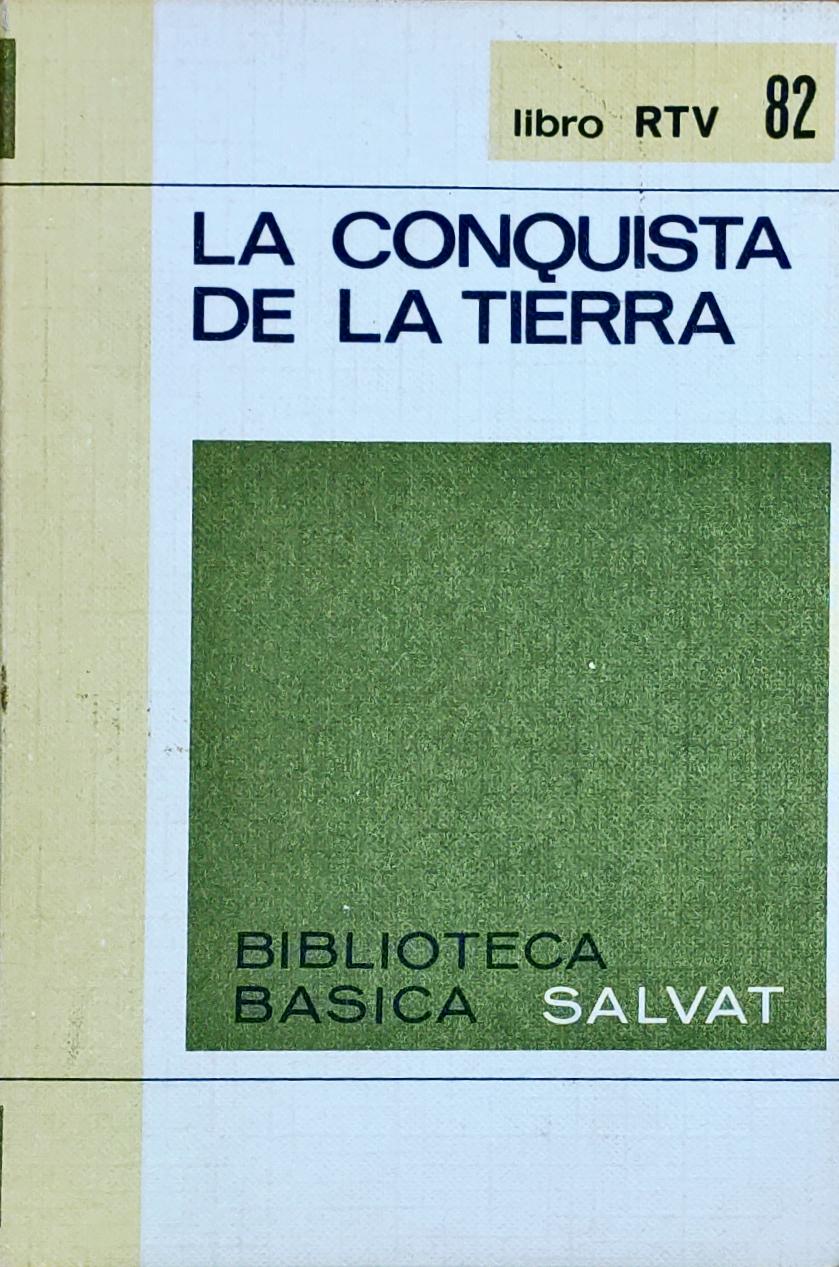 libro RTV 82
LA CONQUISTA
DE LA TIERRA
BIBLIOTECA
BASICA SALVAT